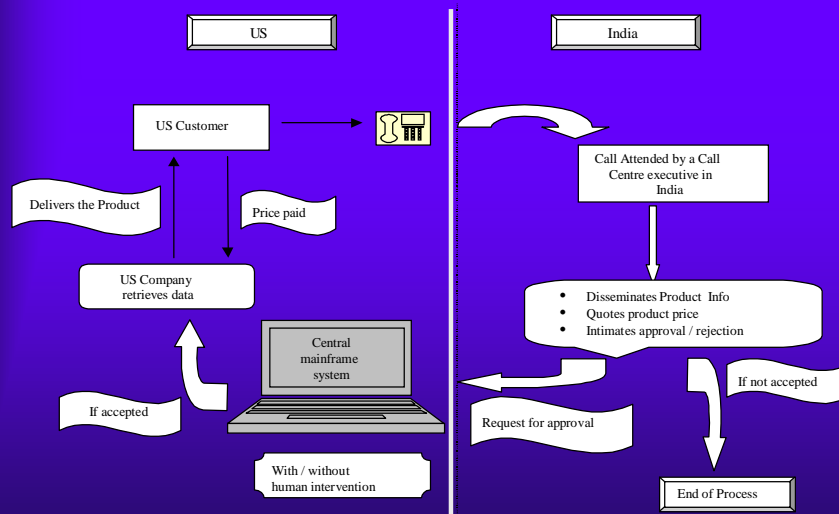 US
India
US Customer
Call Attended by a Call
Centre executive in
India
Delivers the Product
Price paid
US Company
retrieves data
• Disseminates Product Info
• Quotes product price
• Intimates approval / rejection
Central
mainframe
system
If accepted
Request for approval
If not accepted
With / without
human intervention
End of Process